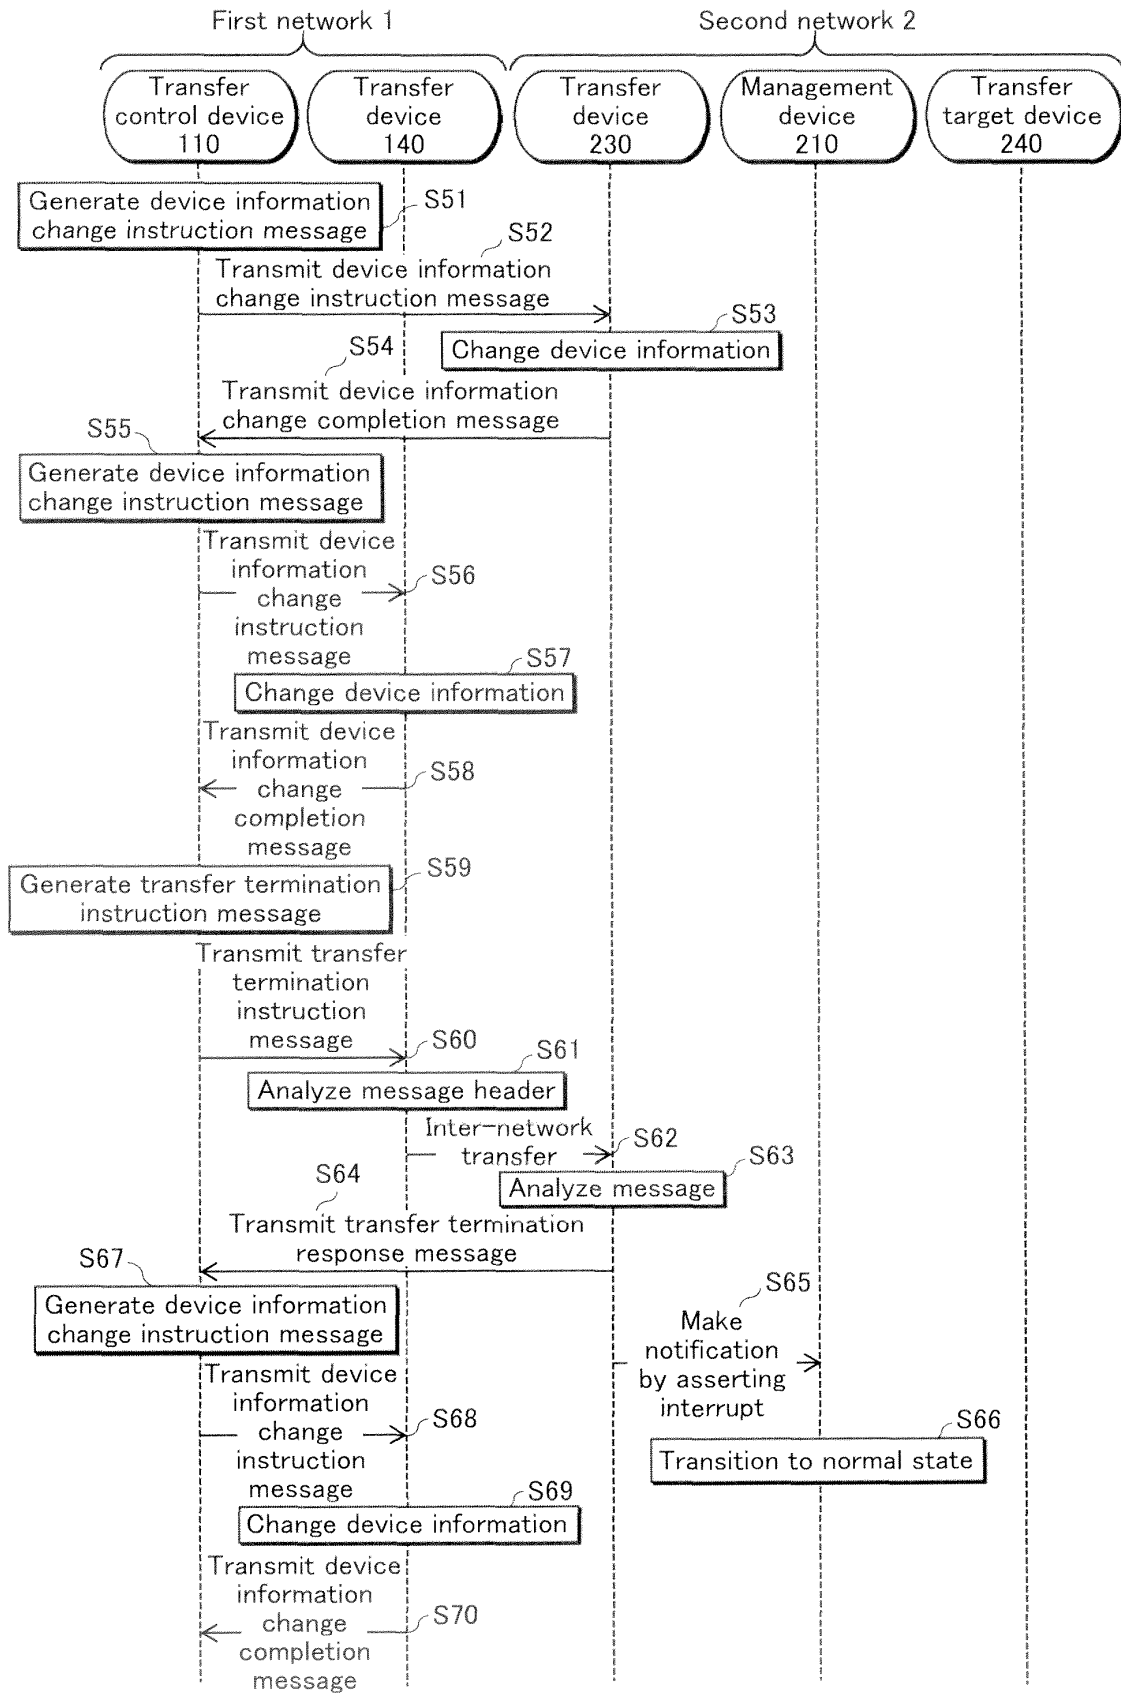 First network 1
Second network 2
Transfer
control device
110
Transfer
device
140
Transfer
device
230
Management
device
210
Transfer
target device
240
Generate device information
change instruction message
S51
S52
Transmit device information
change instruction message
S53
Change device information
S54
Transmit device information
change completion message
S55
Generate device information
change instruction message
Transmit device
information
change
instruction
message
S56
S57
Change device information
Transmit device
information
change
completion
message
S58
S59
Generate transfer termination
instruction message
Transmit transfer
termination
instruction
message
S60
S61
Analyze message header
Inter-network
transfer
S62
S63
Analyze message
S64
Transmit transfer termination
response message
S67
Generate device information
change instruction message
S65
Make
notification
by asserting
interrupt
S66
Transition to normal state
Transmit device
information
change
instruction
message
S68
S69
Change device information
Transmit device
information
change
completion
message
S70